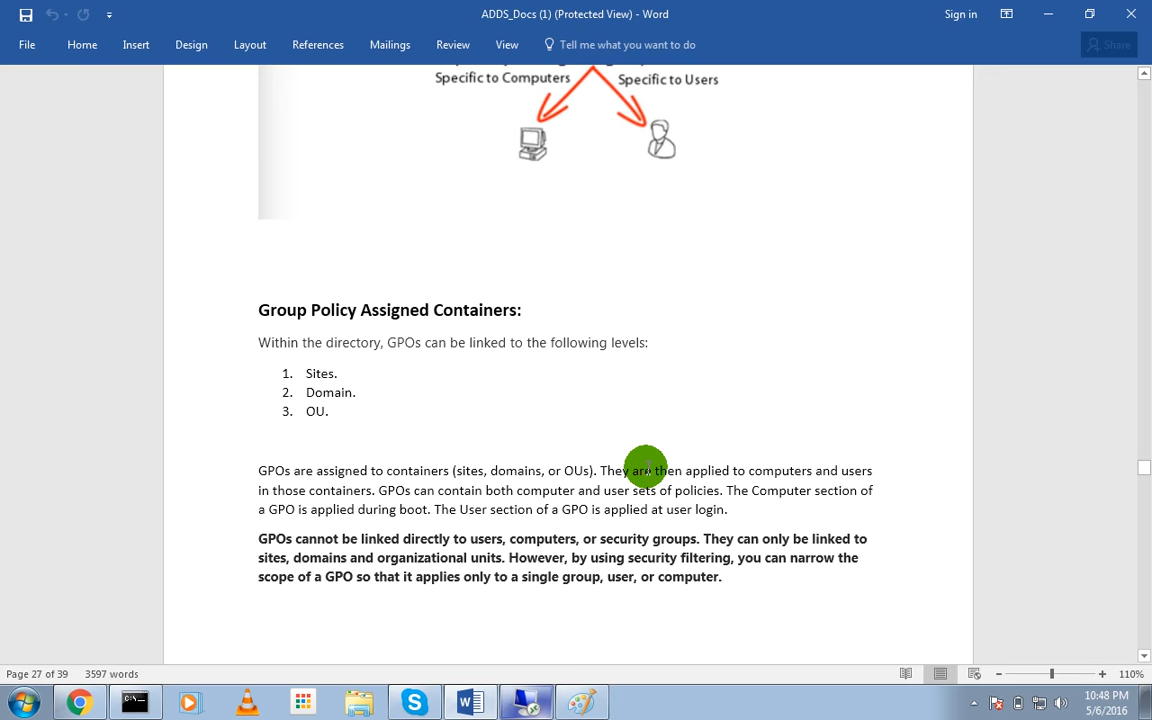 ADDS_Docs (1) (Protected View) - Word
Sign in
File Home Insert Design Layout References Mailings Review View Tell me what you want to do Share
Specific to Computers Specific to Users
Group Policy Assigned Containers:
Within the directory, GPOs can be linked to the following levels:
1. Sites.
2. Domain.
3. OU.
GPOs are assigned to containers (sites, domains, or OUs). They are then applied to computers and users
in those containers. GPOs can contain both computer and user sets of policies. The Computer section of
a GPO is applied during boot. The User section of a GPO is applied at user login.
GPOs cannot be linked directly to users, computers, or security groups. They can only be linked to
sites, domains and organizational units. However, by using security filtering, you can narrow the
scope of a GPO so that it applies only to a single group, user, or computer.
Page 27 of 39 3597 words
110%
10:48 PM
5/6/2016